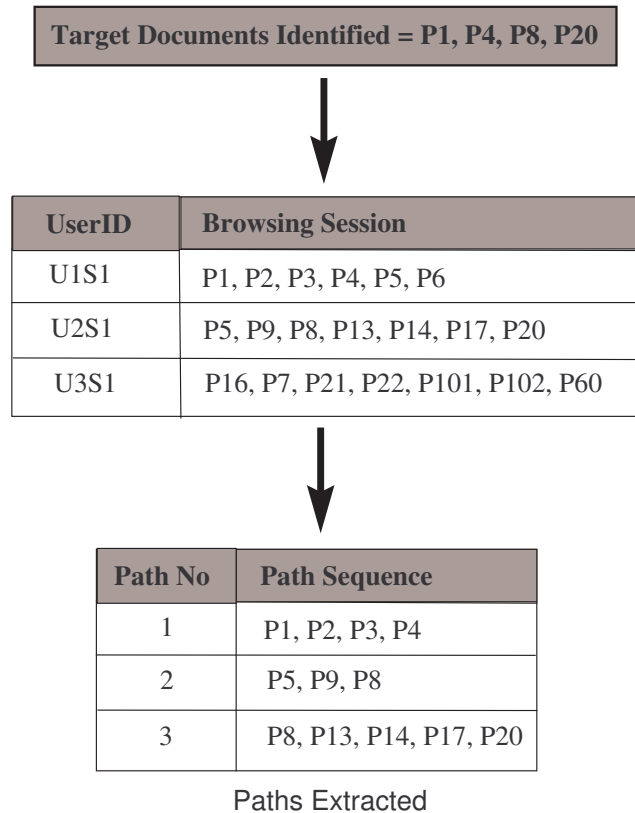 Target Documents Identified = P1, P4, P8, P20
UserID Browsing Session
U1S1 P1, P2, P3, P4, P5, P6
U2S1 P5, P9, P8, P13, P14, P17, P20
U3S1 P16, P7, P21, P22, P101, P102, P60
Path No Path Sequence
1 P1, P2, P3, P4
2 P5, P9, P8
3 P8, P13, P14, P17, P20
Paths Extracted